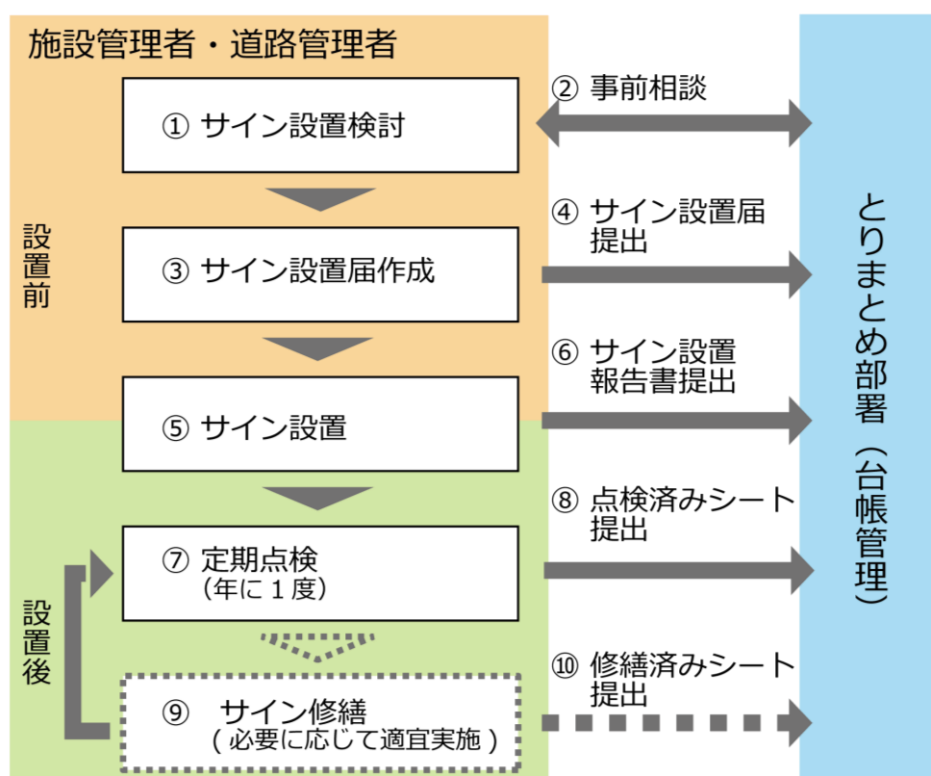 施設管理者・道路管理者
① サイン設置検討
② 事前相談
設置前
③ サイン設置届作成
④ サイン設置届
提出
⑤ サイン設置
⑥ サイン設置
報告書提出
設置後
⑦ 定期点検
(年に１度)
⑧ 点検済みシート
提出
⑨ サイン修繕
( 必要に応じて適宜実施 )
⑩ 修繕済みシート
提出
とりまとめ部署（台帳管理）